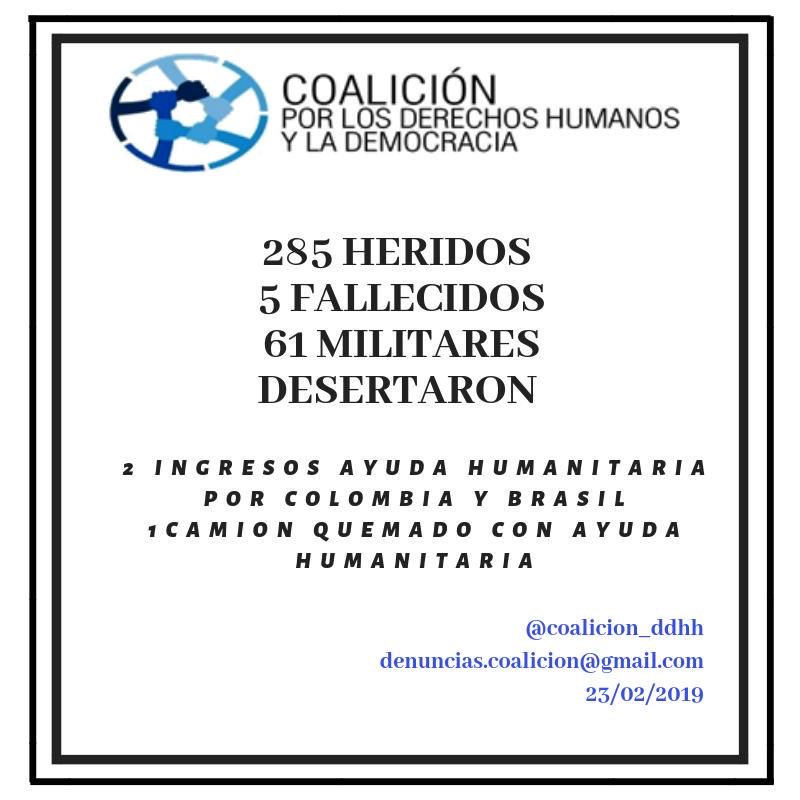 COALICIÓN
POR LOS DERECHOS HUMANOS
Y LA DEMOCRACIA
285 HERIDOS
5 FALLECIDOS
61 MILITARES
DESERTARON
2 INGRESOS AYUDA HUMANITARIA
POR COLOMBIA Y BRASIL
1CAMION QUEMADO CON AYUDA
HUMANITARIA
@coalicion_ddhh
denuncias.coalicion@gmail.com
23/02/2019